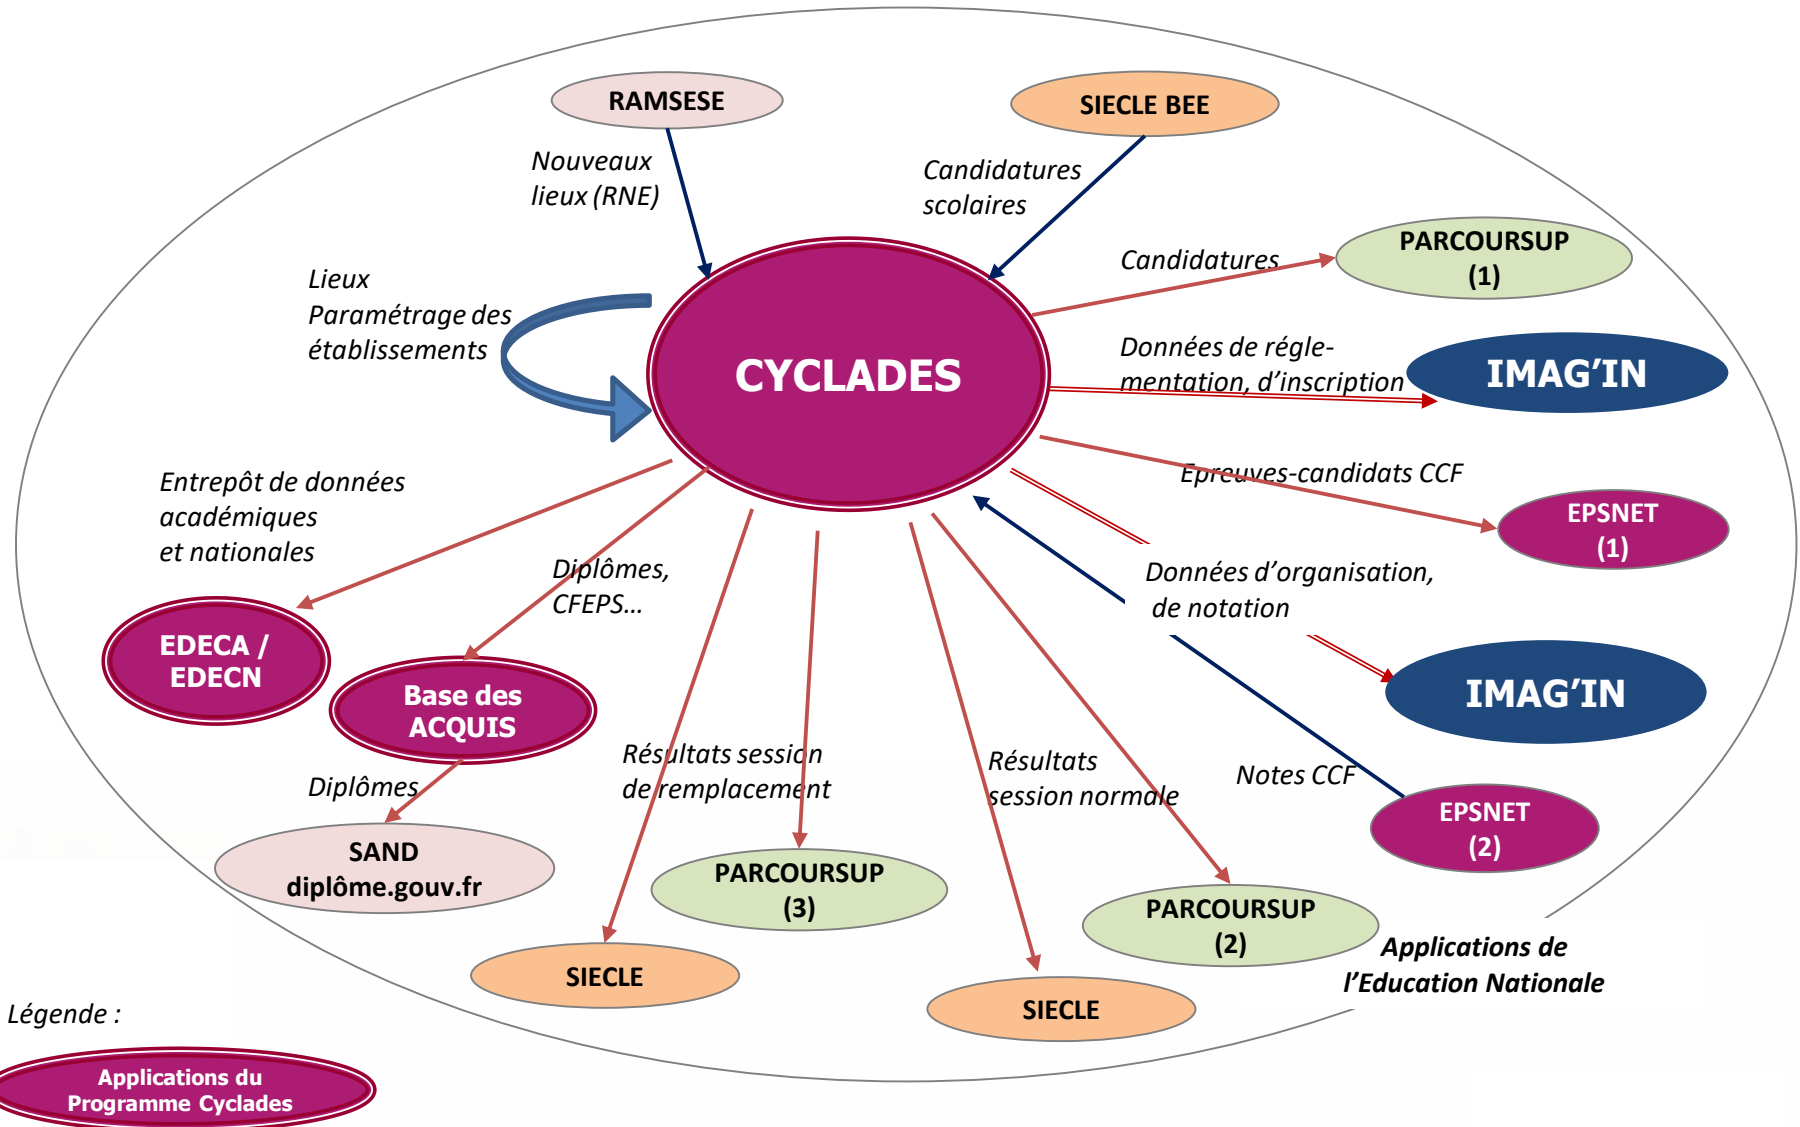 RAMSESE
SIECLE BEE
Nouveaux
lieux (RNE)
Candidatures
scolaires
PARCOURSUP
(1)
Candidatures
Lieux
Paramétrage des
établissements
CYCLADES
Données de régle-
mentation, d’inscription
IMAG’IN
Entrepôt de données
académiques
et nationales
Epreuves-candidats CCF
EPSNET
(1)
Diplômes,
CFEPS…
Données d’organisation,
de notation
EDECA /
EDECN
Base des
ACQUIS
IMAG’IN
Diplômes
Résultats session
de remplacement
Résultats
session normale
Notes CCF
EPSNET
(2)
SAND
diplôme.gouv.fr
PARCOURSUP
(3)
PARCOURSUP
(2)
SIECLE
SIECLE
Applications de
l’Education Nationale
Légende :
Applications du
Programme Cyclades